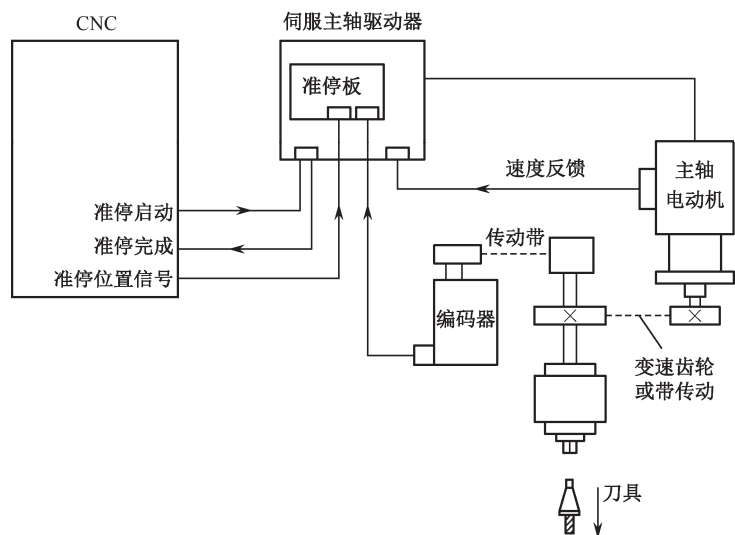 CNC
伺服主轴驱动器
准停板
速度反馈
主轴
电动机
准停启动
准停完成
准停位置信号
传动带
编码器
变速齿轮
或带传动
刀具